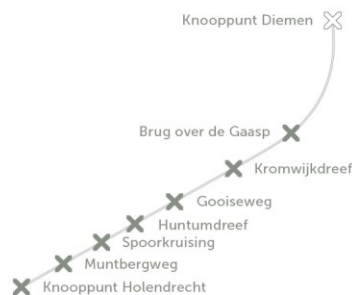 Knooppunt Diemen
Brug over de Gaasp
Kromwijkdreef
Gooiseweg
Huntumdreef
Spoorkruising
Muntbergweg
Knooppunt Holendrecht